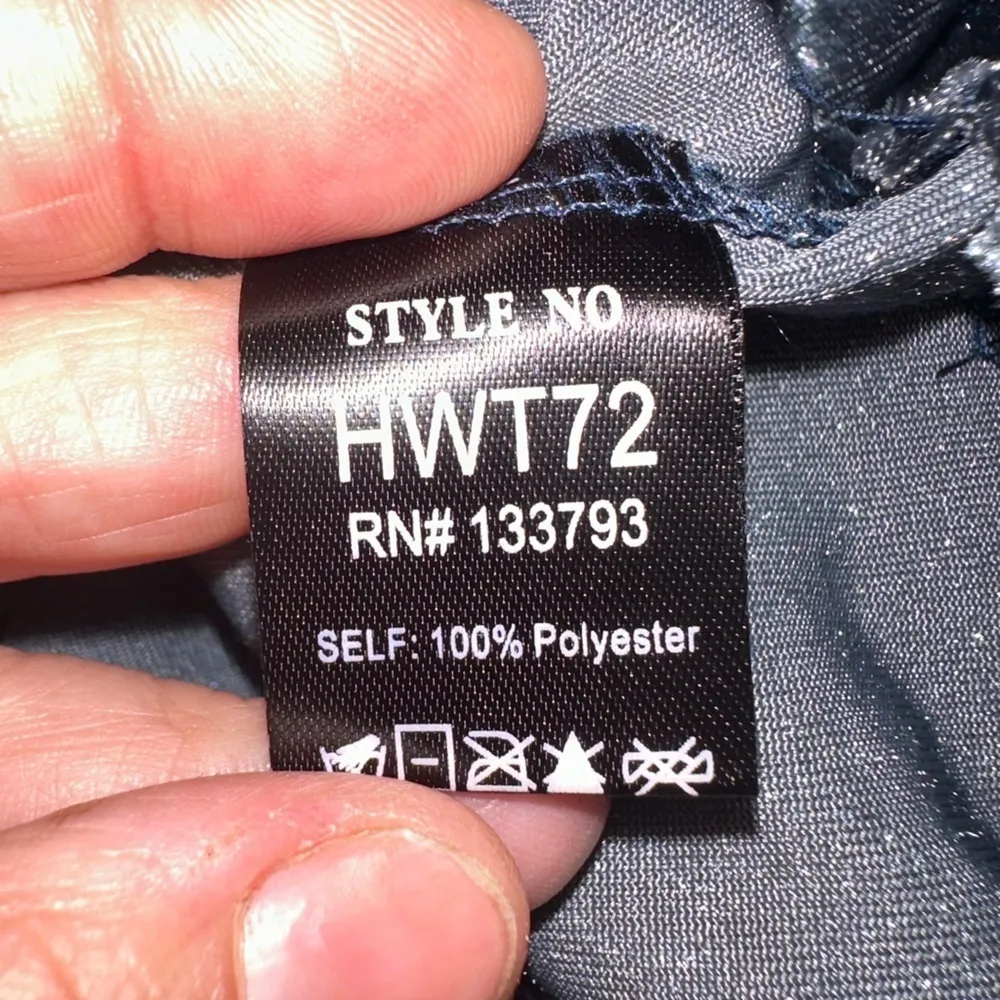 STYLE NO
HWT72
RN# 133793
SELF: 100% Polyester